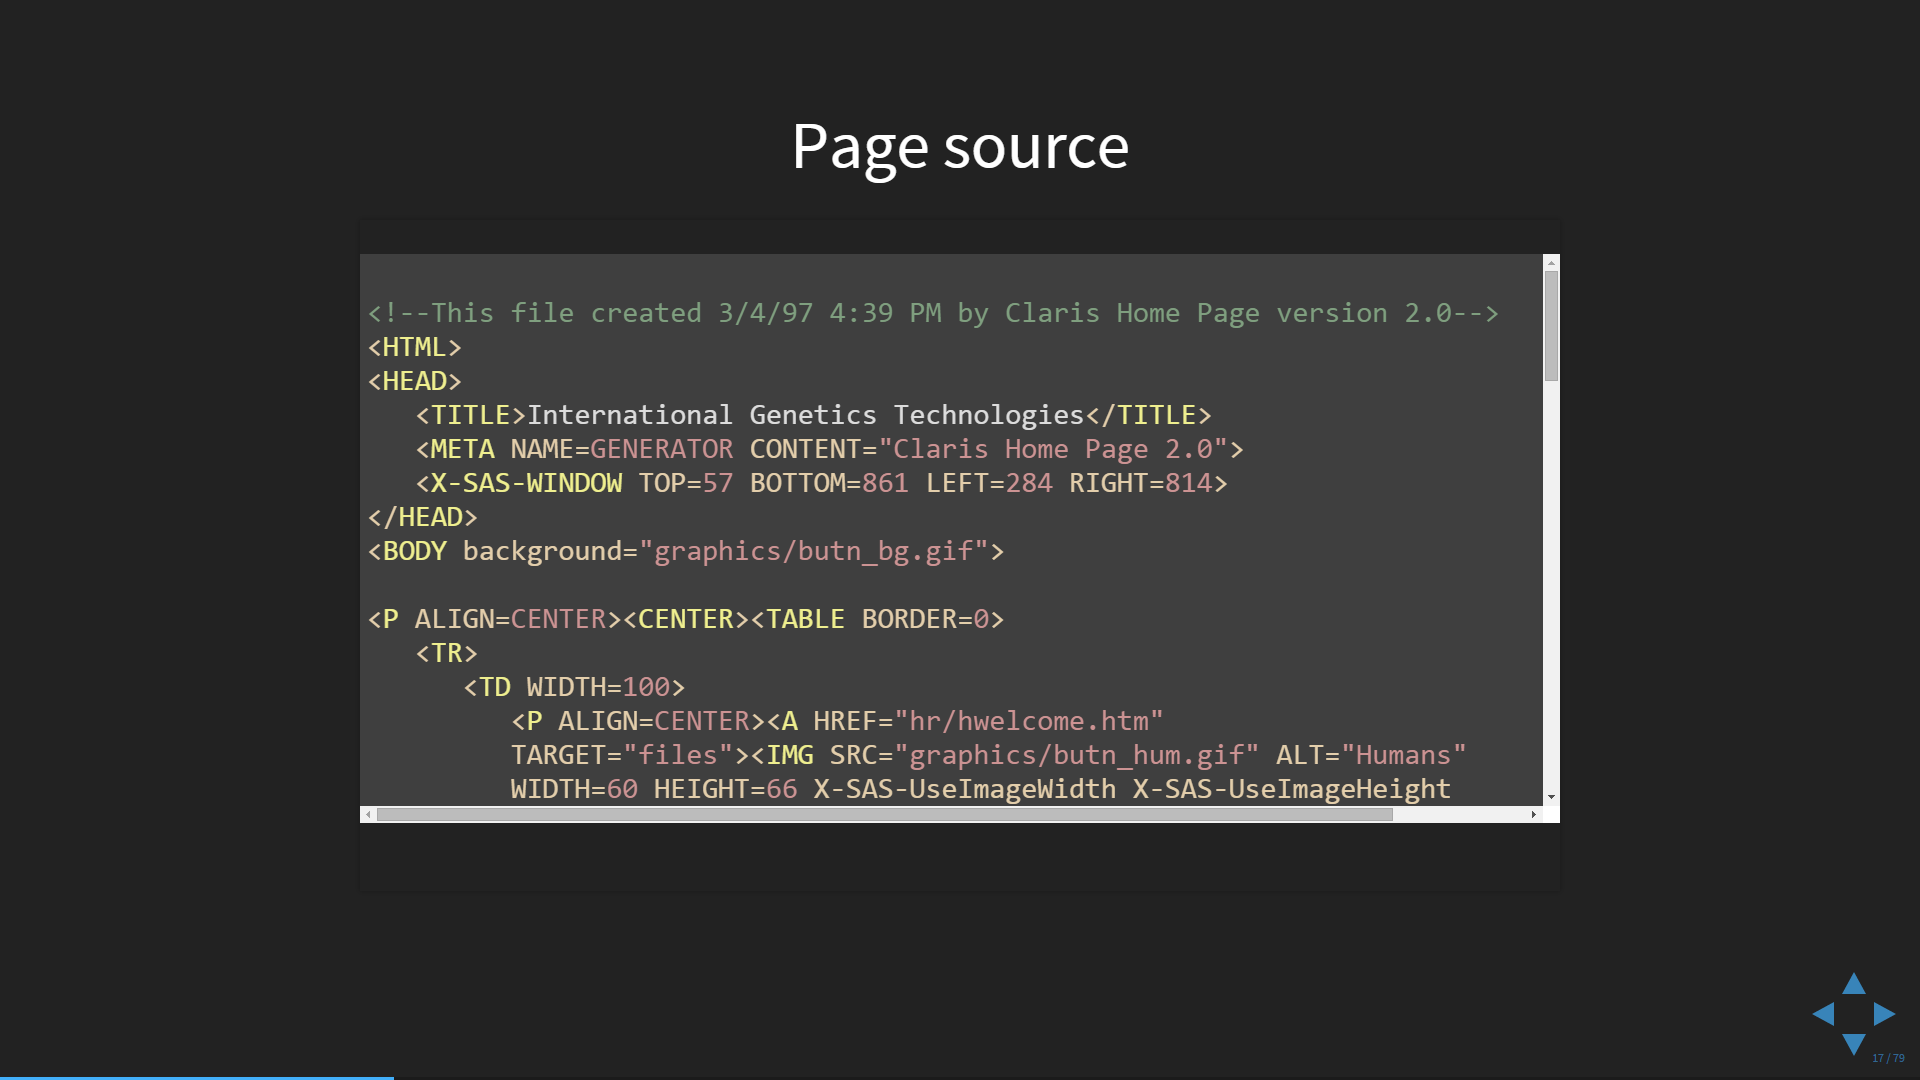 Page source
<!--This file created 3/4/97 4:39 PM by Claris Home Page version 2.0-->
<HTML>
<HEAD>
   <TITLE>International Genetics Technologies</TITLE>
   <META NAME=GENERATOR CONTENT="Claris Home Page 2.0">
   <X-SAS-WINDOW TOP=57 BOTTOM=861 LEFT=284 RIGHT=814>
</HEAD>
<BODY background="graphics/butn_bg.gif">
<P ALIGN=CENTER><CENTER><TABLE BORDER=0>
   <TR>
      <TD WIDTH=100>
         <P ALIGN=CENTER><A HREF="hr/hwelcome.htm"
         TARGET="files"><IMG SRC="graphics/butn_hum.gif" ALT="Humans"
         WIDTH=60 HEIGHT=66 X-SAS-UseImageWidth X-SAS-UseImageHeight
17 / 79